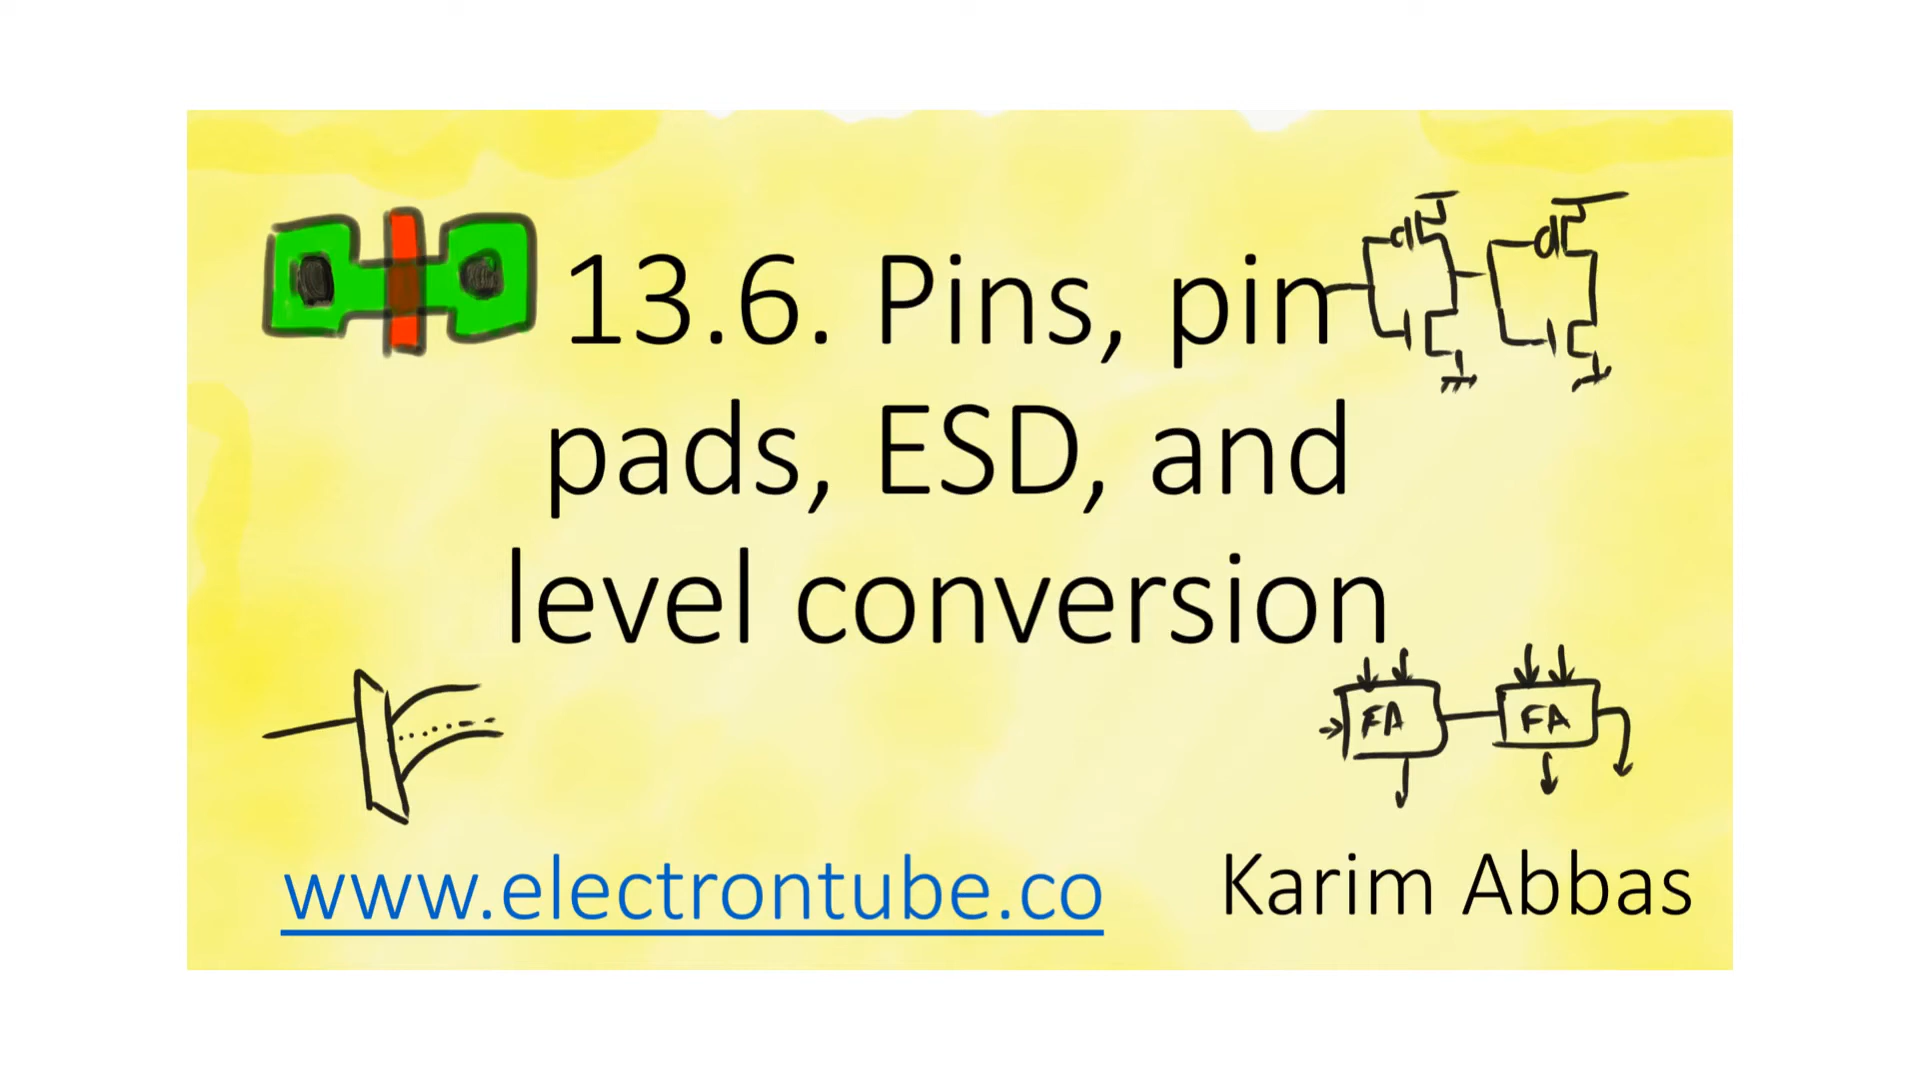 13.6. Pins, pin
pads, ESD, and
level conversion
FA FA
www.electrontube.co
Karim Abbas